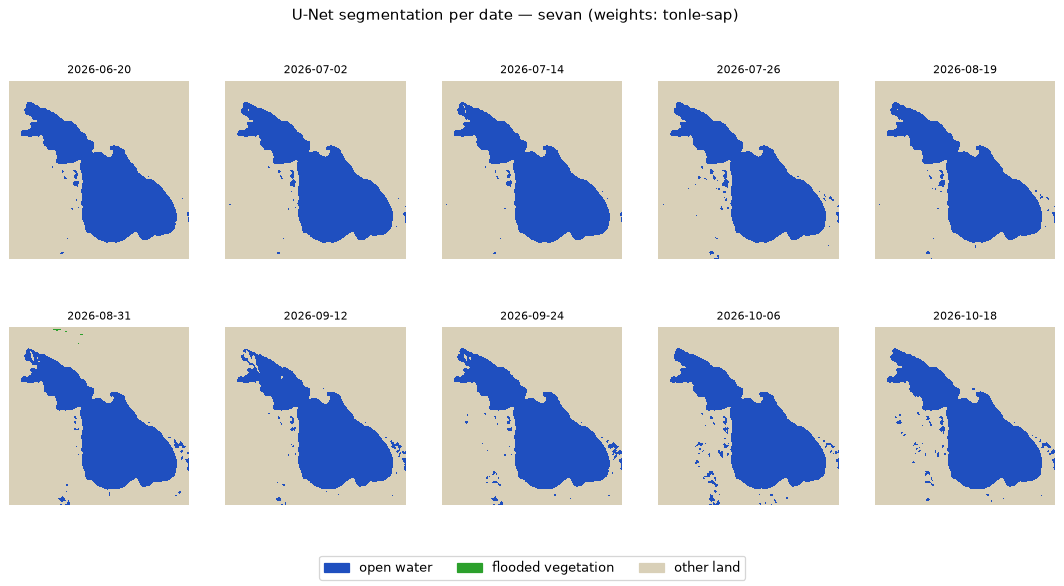 U-Net segmentation per date — sevan (weights: tonle-sap)
2026-06-20
2026-07-02
2026-07-14
2026-07-26
2026-08-19
2026-08-31
2026-09-12
2026-09-24
2026-10-06
2026-10-18
open water
flooded vegetation
other land